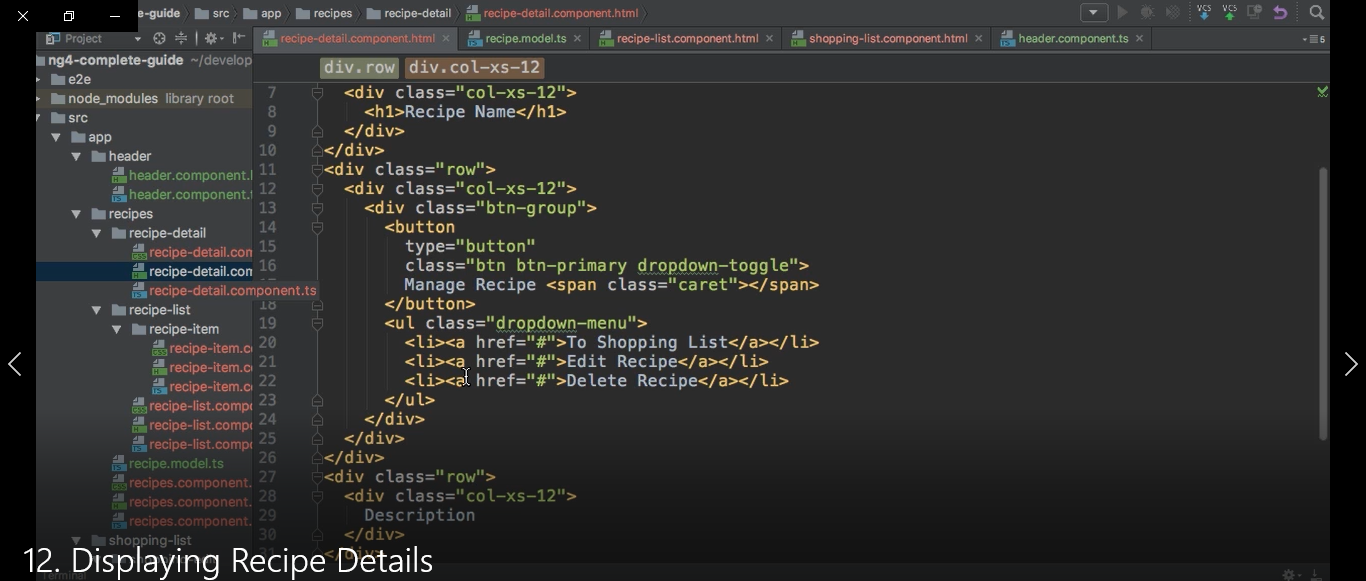 e-guide src app recipes recipe-detail recipe-detail.component.html
VCS VCS
Project
recipe-detail.component.html recipe.model.ts recipe-list.component.html shopping-list.component.html header.component.ts
5
ng4-complete-guide ~/develop
div.row div.col-xs-12
e2e
node_modules library root
src
app
header
header.component.
header.component.
recipes
recipe-detail
recipe-detail.com
recipe-detail.com
recipe-detail.component.ts
recipe-list
recipe-item
recipe-item.c
recipe-item.c
recipe-item.c
recipe-list.comp
recipe-list.comp
recipe-list.comp
recipe.model.ts
recipes.component.
recipes.component.
recipes.component.
shopping-list
7 <div class="col-xs-12">
8 <h1>Recipe Name</h1>
9 </div>
10 </div>
11 <div class="row">
12 <div class="col-xs-12">
13 <div class="btn-group">
14 <button
15 type="button"
16 class="btn btn-primary dropdown-toggle">
Manage Recipe <span class="caret"></span>
18 </button>
19 <ul class="dropdown-menu">
20 <li><a href="#">To Shopping List</a></li>
21 <li><a href="#">Edit Recipe</a></li>
22 <li><a href="#">Delete Recipe</a></li>
23 </ul>
24 </div>
25 </div>
26 </div>
27 <div class="row">
28 <div class="col-xs-12">
29 Description
30 </div>
31 </div>
12. Displaying Recipe Details
Terminal